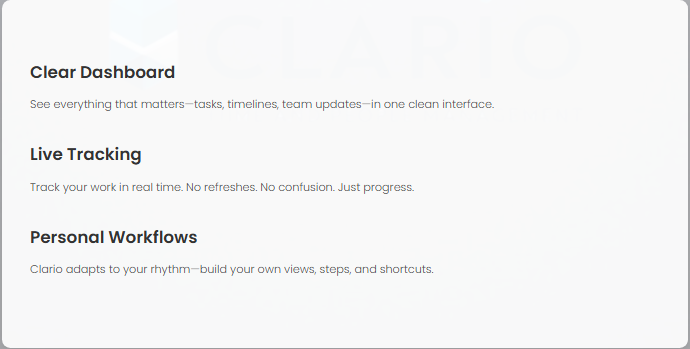 CLARIO
Clear Dashboard
See everything that matters—tasks, timelines, team updates—in one clean interface.
Live Tracking
Track your work in real time. No refreshes. No confusion. Just progress.
Personal Workflows
Clario adapts to your rhythm—build your own views, steps, and shortcuts.